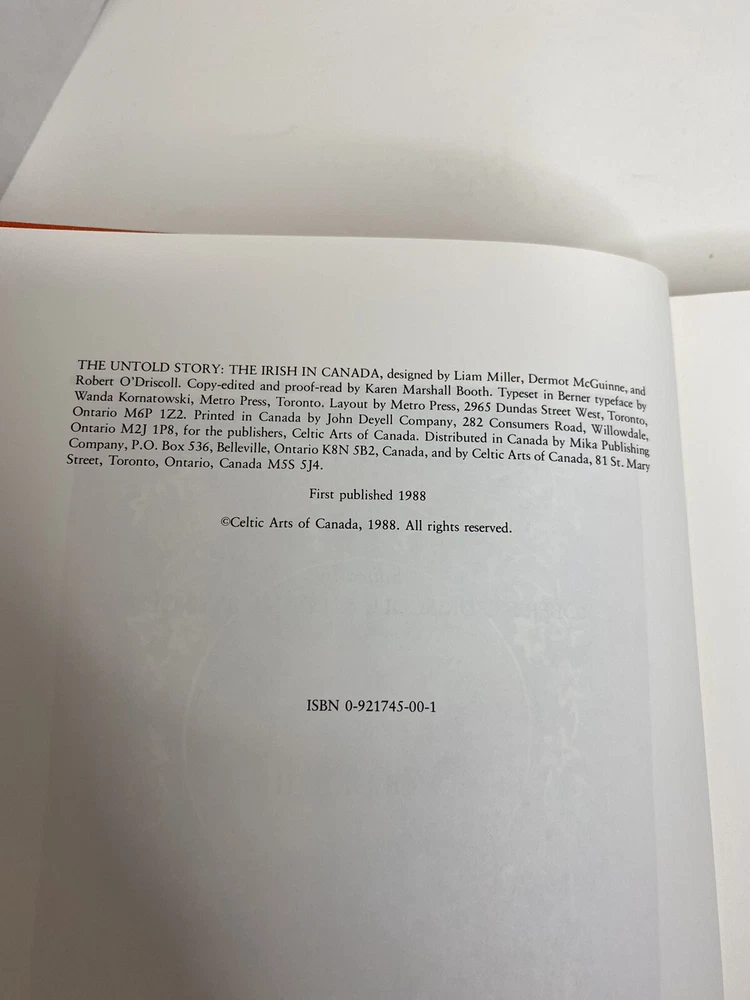 THE UNTOLD STORY: THE IRISH IN CANADA, designed by Liam Miller, Dermot McGuinne, and
Robert O'Driscoll. Copy-edited and proof-read by Karen Marshall Booth. Typeset in Berner typeface by
Wanda Kornatowski, Metro Press, Toronto. Layout by Metro Press, 2965 Dundas Street West, Toronto,
Ontario M6P 1Z2. Printed in Canada by John Deyell Company, 282 Consumers Road, Willowdale,
Ontario M2J 1P8, for the publishers, Celtic Arts of Canada. Distributed in Canada by Mika Publishing
Company, P.O. Box 536, Belleville, Ontario K8N 5B2, Canada, and by Celtic Arts of Canada, 81 St. Mary
Street, Toronto, Ontario, Canada M5S 5J4.
First published 1988
©Celtic Arts of Canada, 1988. All rights reserved.
ISBN 0-921745-00-1